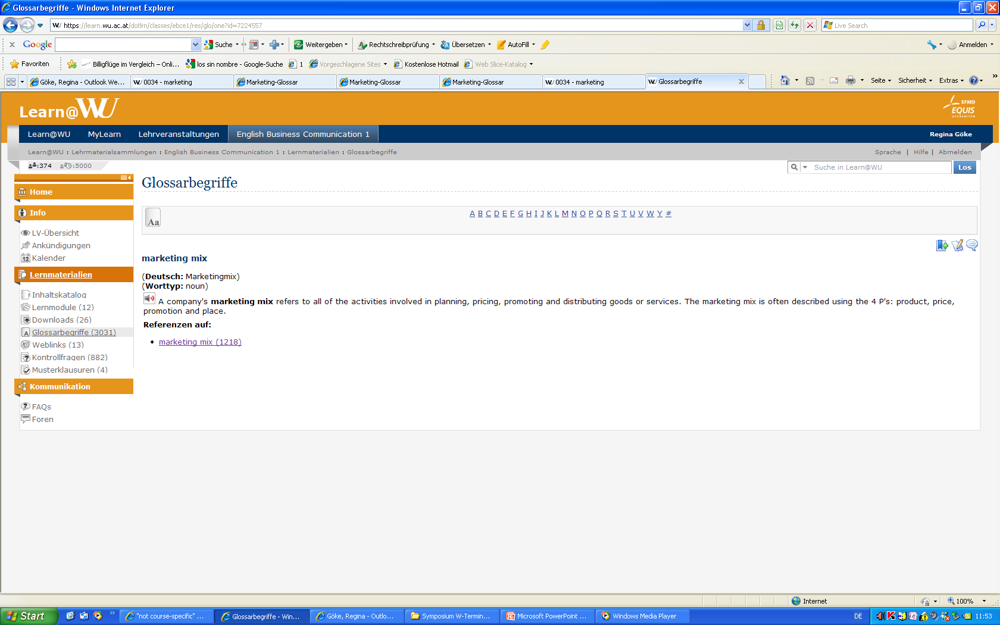 Glossarbegriffe - Windows Internet Explorer
https://learn.wu.ac.at/dotlrn/classes/ebce1/res/glo/one?id=7224557
Live Search
Google Suche Weitergeben Rechtschreibprüfung Übersetzen AutoFill Anmelden
Favoriten Billigflüge im Vergleich – Onli... los sin nombre - Google-Suche 1 Vorgeschlagene Sites Kostenlose Hotmail Web Slice-Katalog
Göke, Regina - Outlook We... 0034 - marketing Marketing-Glossar Marketing-Glossar Marketing-Glossar 0034 - marketing Glossarbegriffe Seite Sicherheit Extras
Learn@WU EFMD EQUIS ACCREDITED
Learn@WU MyLearn Lehrveranstaltungen English Business Communication 1 Regina Göke
Learn@WU : Lehrmaterialsammlungen : English Business Communication 1 : Lernmaterialien : Glossarbegriffe Sprache | Hilfe | Abmelden
:374 :5000 Suche in Learn@WU Los
Glossarbegriffe
Home
Info
LV-Übersicht
Ankündigungen
Kalender
Lernmaterialien
Inhaltskatalog
Lernmodule (12)
Downloads (26)
Glossarbegriffe (3031)
Weblinks (13)
Kontrollfragen (882)
Musterklausuren (4)
Kommunikation
FAQs
Foren
Aa A B C D E F G H I J K L M N O P Q R S T U V W Y #
marketing mix
(Deutsch: Marketingmix)
(Worttyp: noun)
A company's marketing mix refers to all of the activities involved in planning, pricing, promoting and distributing goods or services. The marketing mix is often described using the 4 P's: product, price,
promotion and place.
Referenzen auf:
• marketing mix (1218)
Internet 100%
Start "not course-specific" ... Glossarbegriffe - Win... Göke, Regina - Outlo... Symposium W-Termin... Microsoft PowerPoint ... Windows Media Player DE 11:53